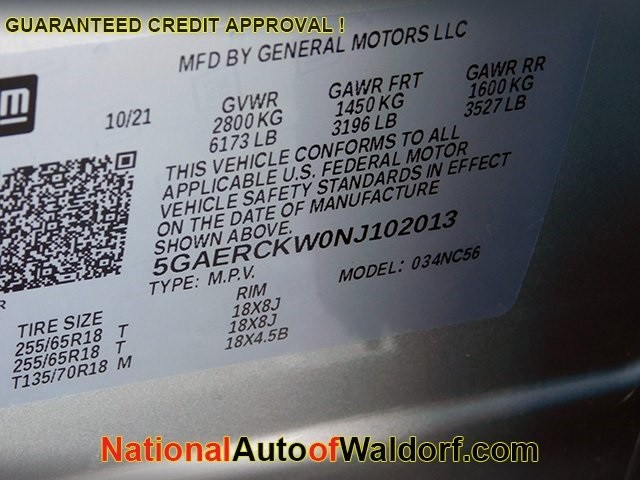 GUARANTEED CREDIT APPROVAL !
MFD BY GENERAL MOTORS LLC
10/21 GVWR GAWR FRT GAWR RR
2800 KG 1450 KG 1600 KG
6173 LB 3196 LB 3527 LB
THIS VEHICLE CONFORMS TO ALL
APPLICABLE U.S. FEDERAL MOTOR
VEHICLE SAFETY STANDARDS IN EFFECT
ON THE DATE OF MANUFACTURE
SHOWN ABOVE.
5GAERCKW0NJ102013
TYPE: M.P.V. MODEL: 034NC56
TIRE SIZE RIM
255/65R18 T 18X8J
255/65R18 T 18X8J
T135/70R18 M 18X4.5B
NationalAutoofWaldorf.com